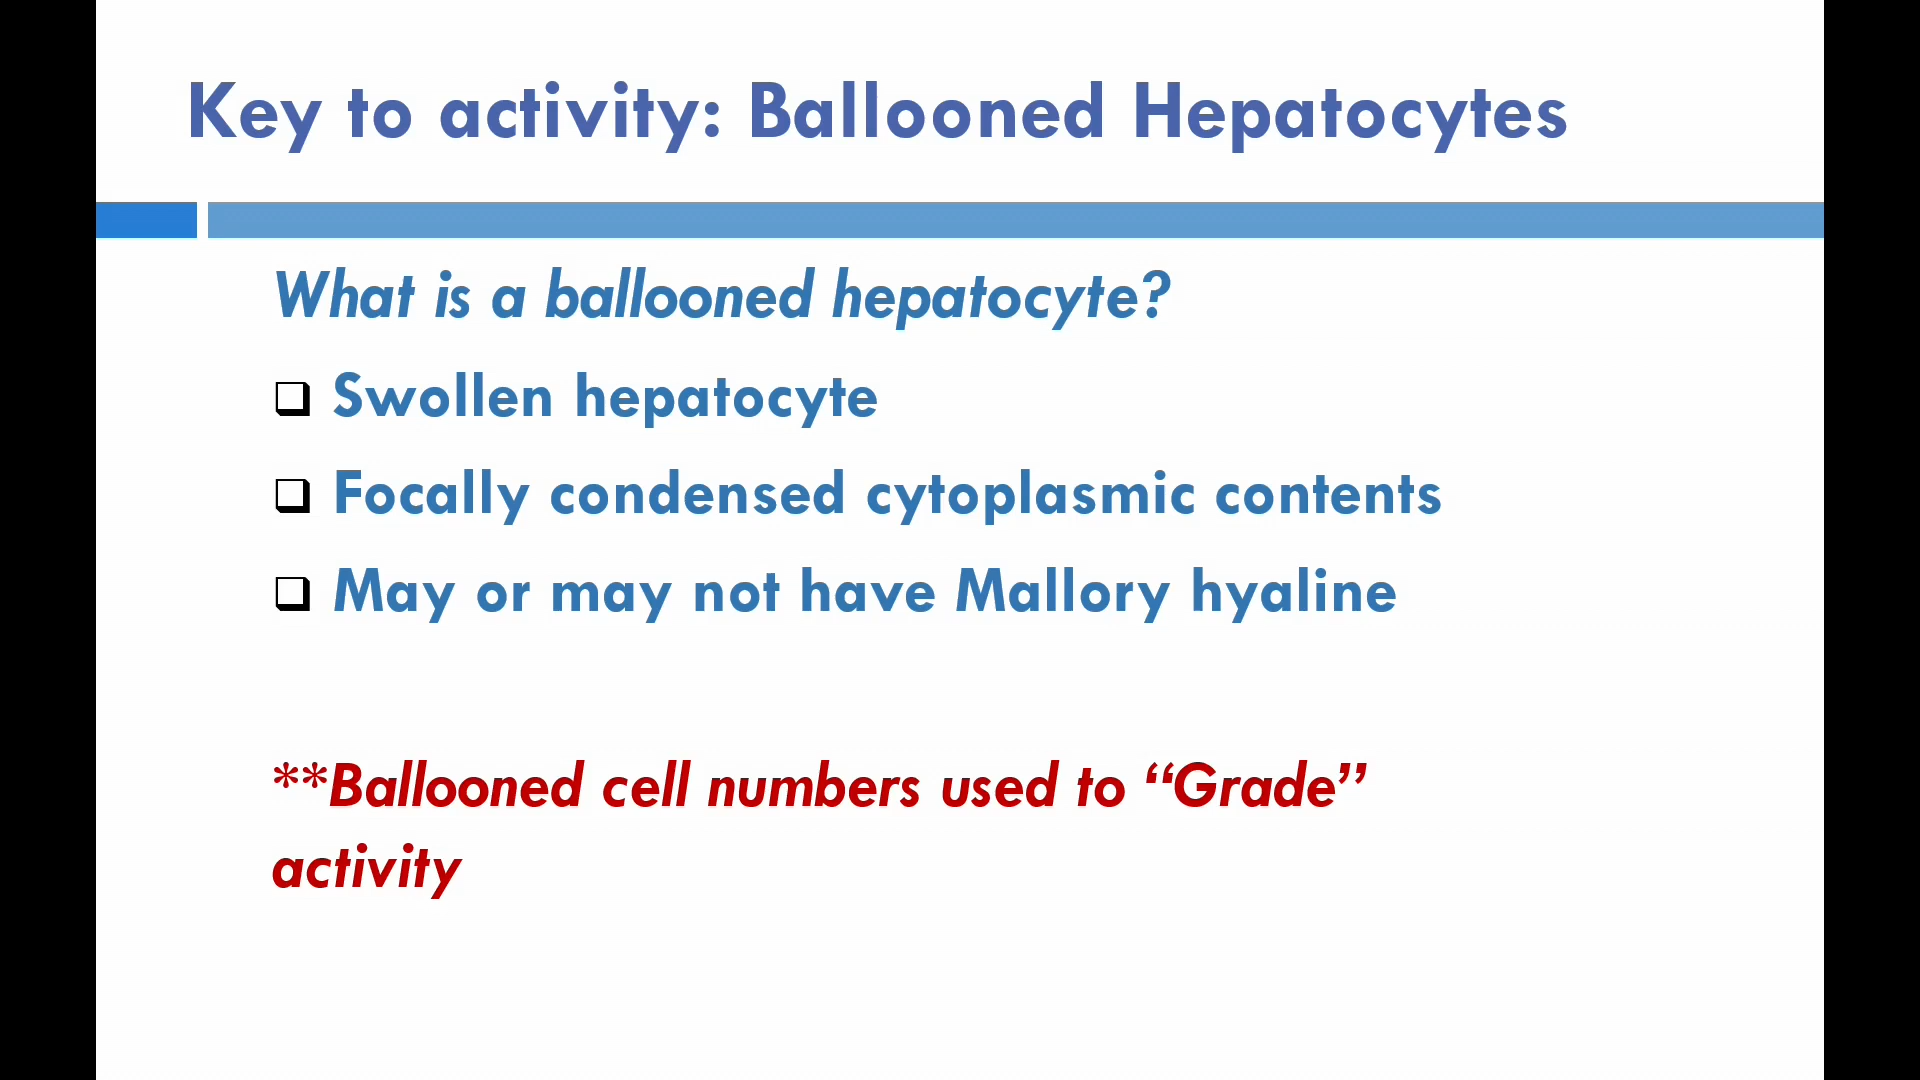 Key to activity: Ballooned Hepatocytes
What is a ballooned hepatocyte?
❑ Swollen hepatocyte
❑ Focally condensed cytoplasmic contents
❑ May or may not have Mallory hyaline
**Ballooned cell numbers used to “Grade”
activity